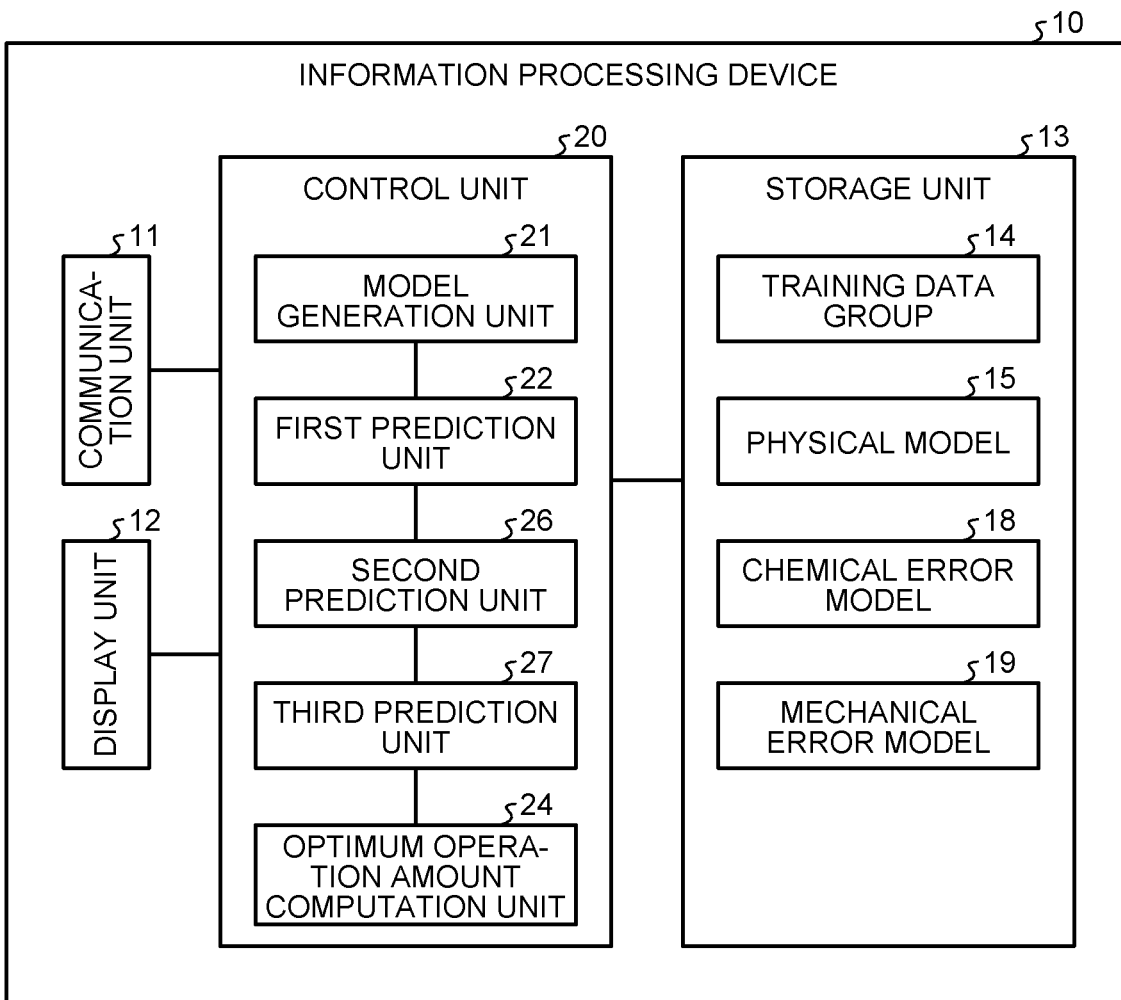 10
INFORMATION PROCESSING DEVICE
20
CONTROL UNIT
13
STORAGE UNIT
11
COMMUNICA-
TION UNIT
12
DISPLAY UNIT
21
MODEL
GENERATION UNIT
22
FIRST PREDICTION
UNIT
26
SECOND
PREDICTION UNIT
27
THIRD PREDICTION
UNIT
24
OPTIMUM OPERA-
TION AMOUNT
COMPUTATION UNIT
14
TRAINING DATA
GROUP
15
PHYSICAL MODEL
18
CHEMICAL ERROR
MODEL
19
MECHANICAL
ERROR MODEL